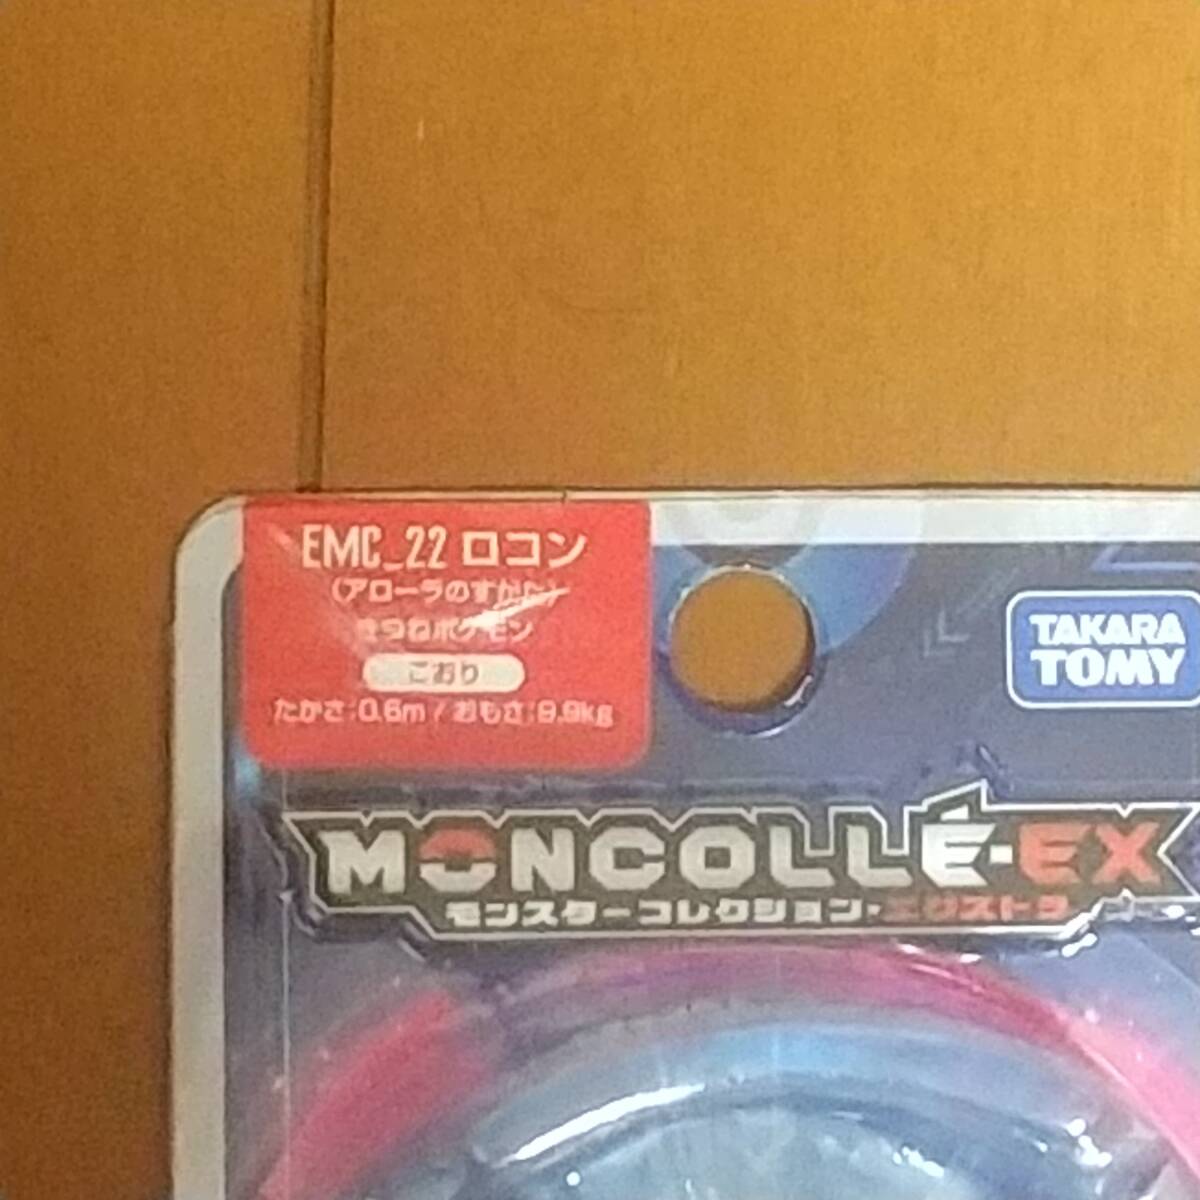 EMC_22 ロコン
(アローラのすがた)
きつねポケモン
こおり
たかさ:0.6m / おもさ:9.9kg
TAKARA
TOMY
MONCOLLÉ-EX
モンスターコレクション・エクストラ